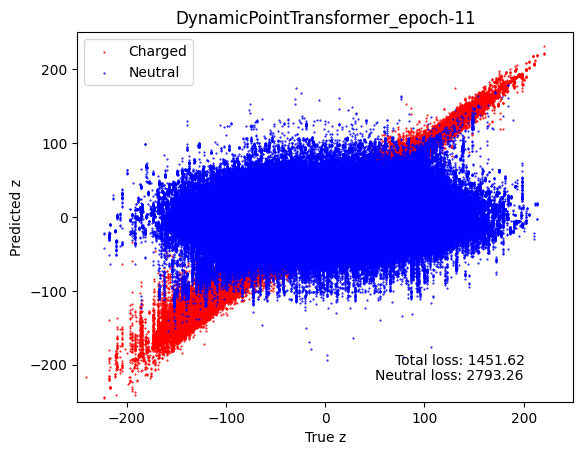 DynamicPointTransformer_epoch-11
Charged
Neutral
200
100
0
−100
−200
Predicted z
Total loss: 1451.62
Neutral loss: 2793.26
−200 −100 0 100 200
True z